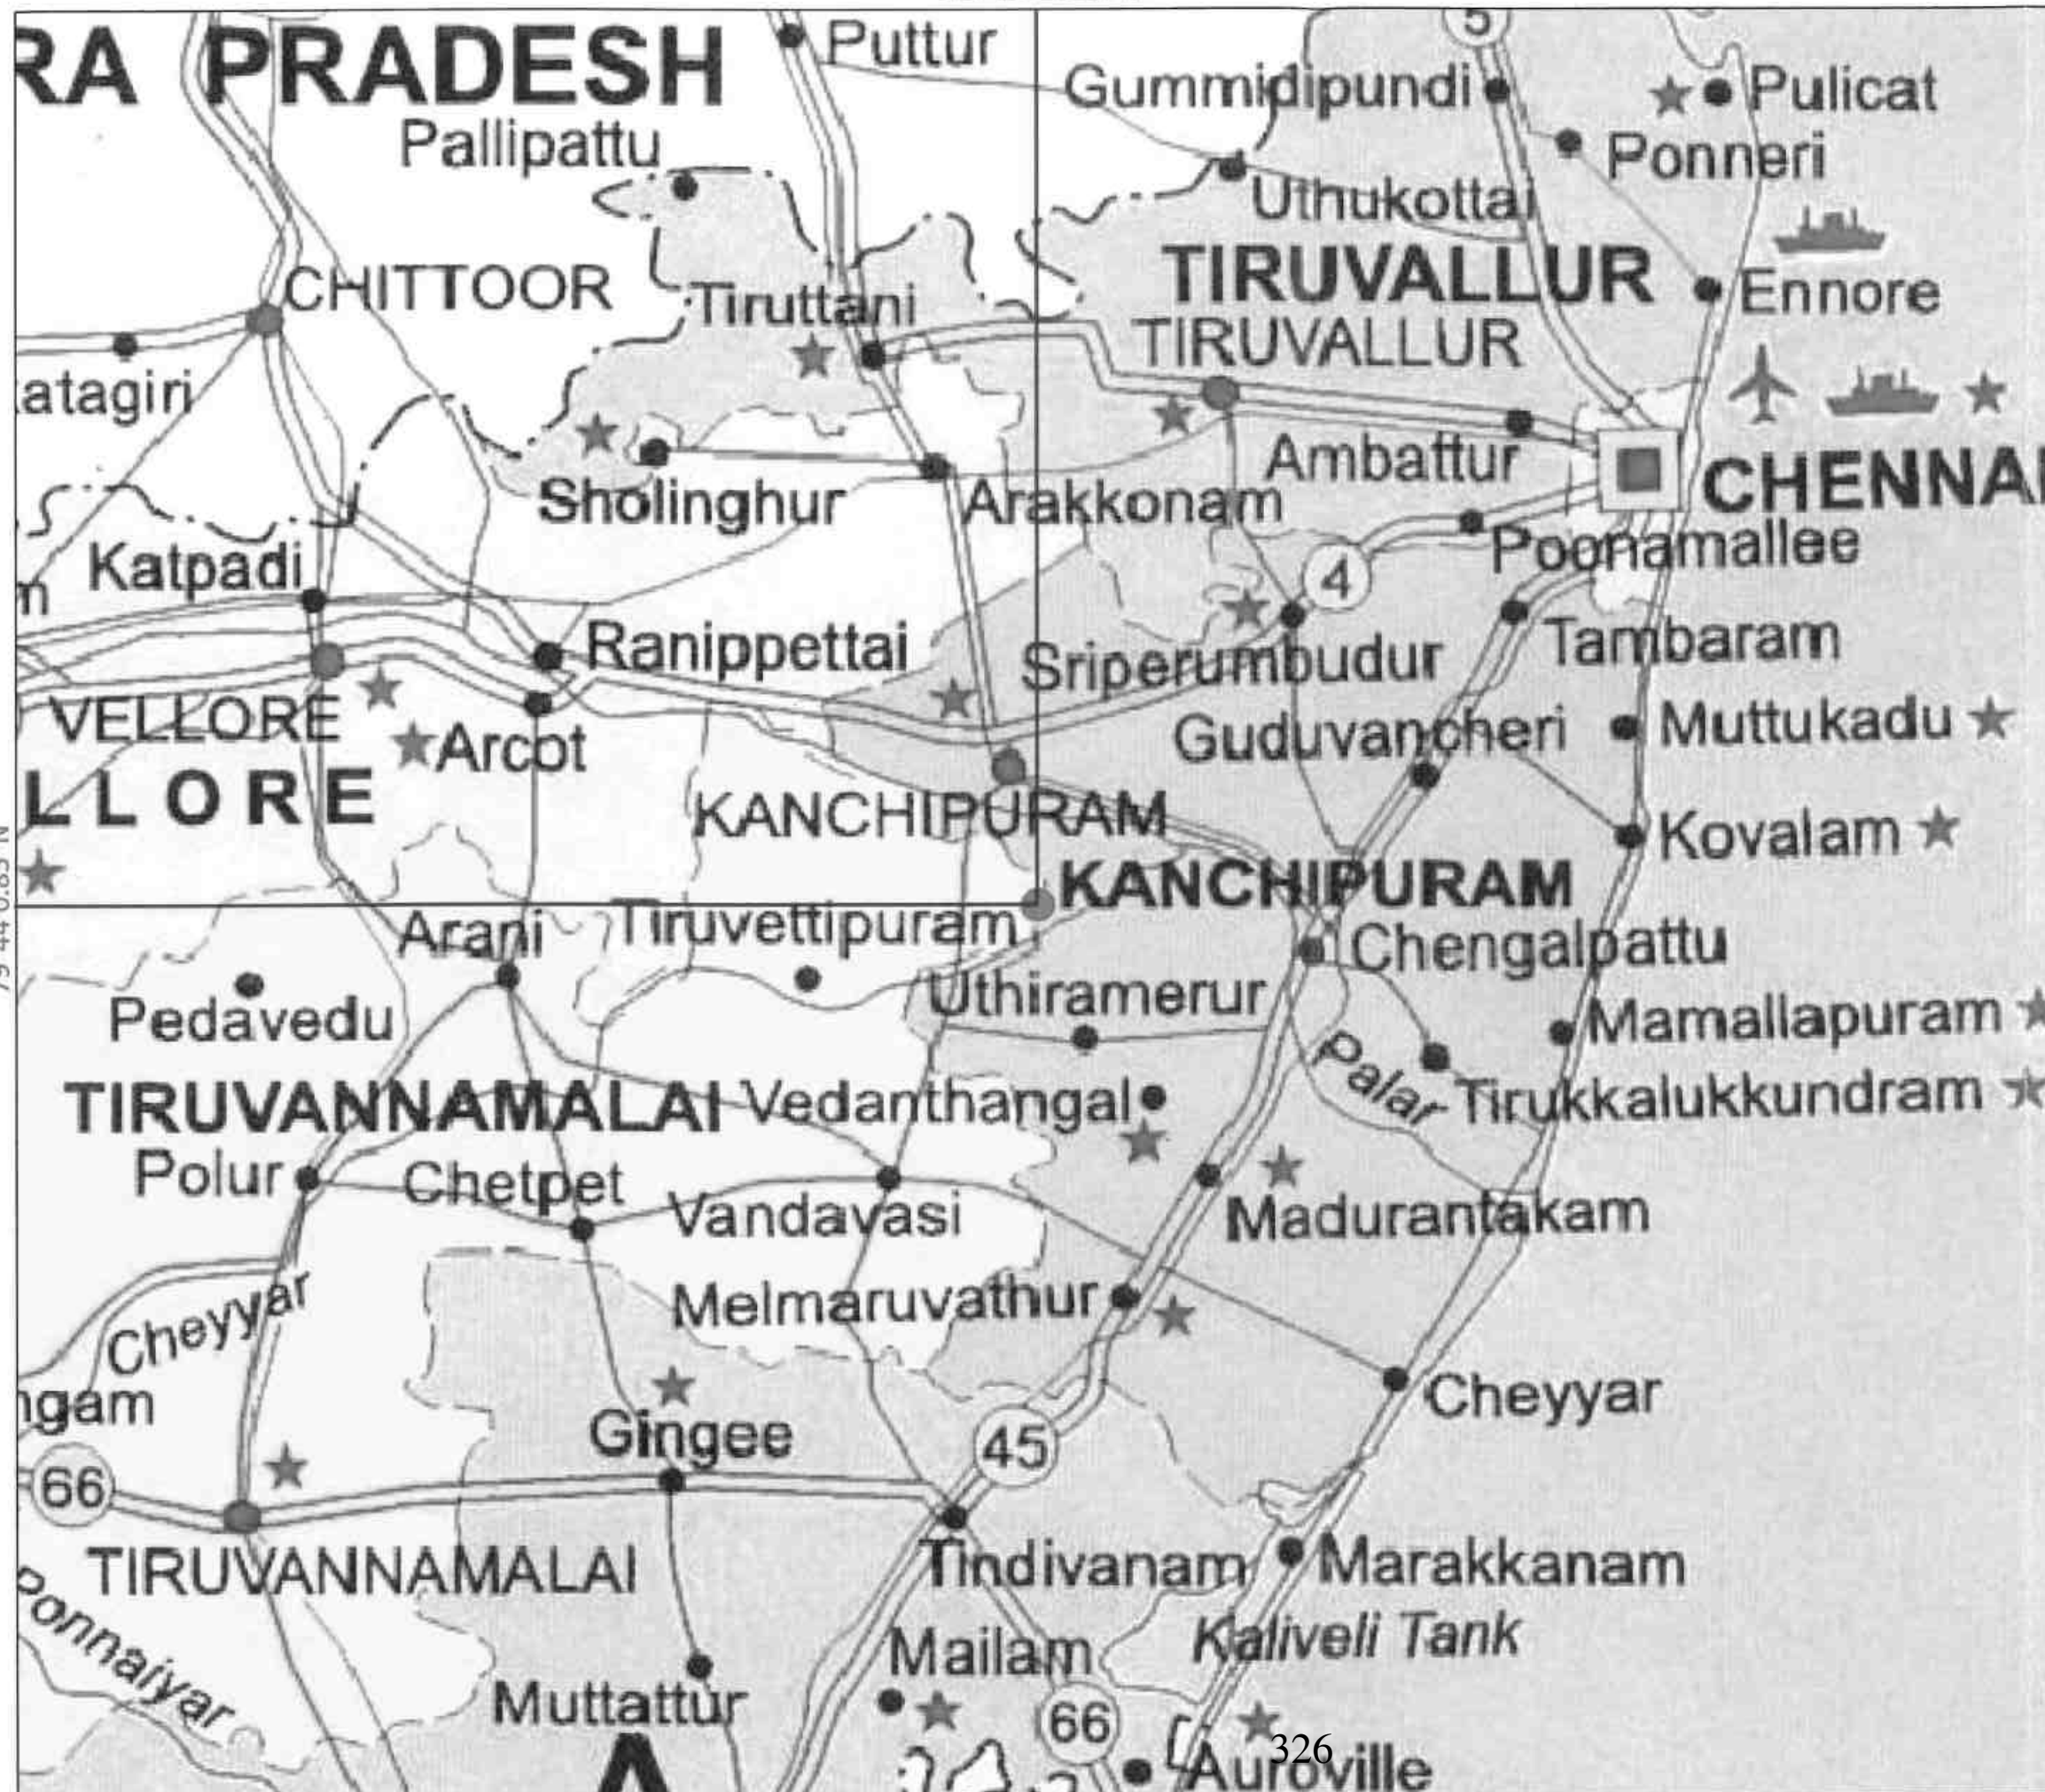 RA PRADESH
Puttur
5
Gummidipundi
Pulicat
Pallipattu
Ponneri
Uthukottai
CHITTOOR
TIRUVALLUR
Tiruttani
Ennore
TIRUVALLUR
atagiri
Ambattur
CHENNAI
Sholinghur
Arakkonam
Katpadi
4
Poonamallee
m
Ranippettai
Sriperumbudur
Tambaram
VELLORE
Arcot
Guduvancheri
Muttukadu
LLORE
KANCHIPURAM
Kovalam
KANCHIPURAM
Arani
Tiruvettipuram
Chengalpattu
Pedavedu
Uthiramerur
Mamallapuram
Palar
TIRUVANNAMALAI
Vedanthangal
Tirukkalukkundram
Polur
Chetpet
Vandavasi
Madurantakam
Cheyyar
Melmaruvathur
ngam
Cheyyar
Gingee
45
66
TIRUVANNAMALAI
Tindivanam
Marakkanam
Ponnaiyar
Mailam
Kaliveli Tank
Muttattur
66
326
A
Auroville